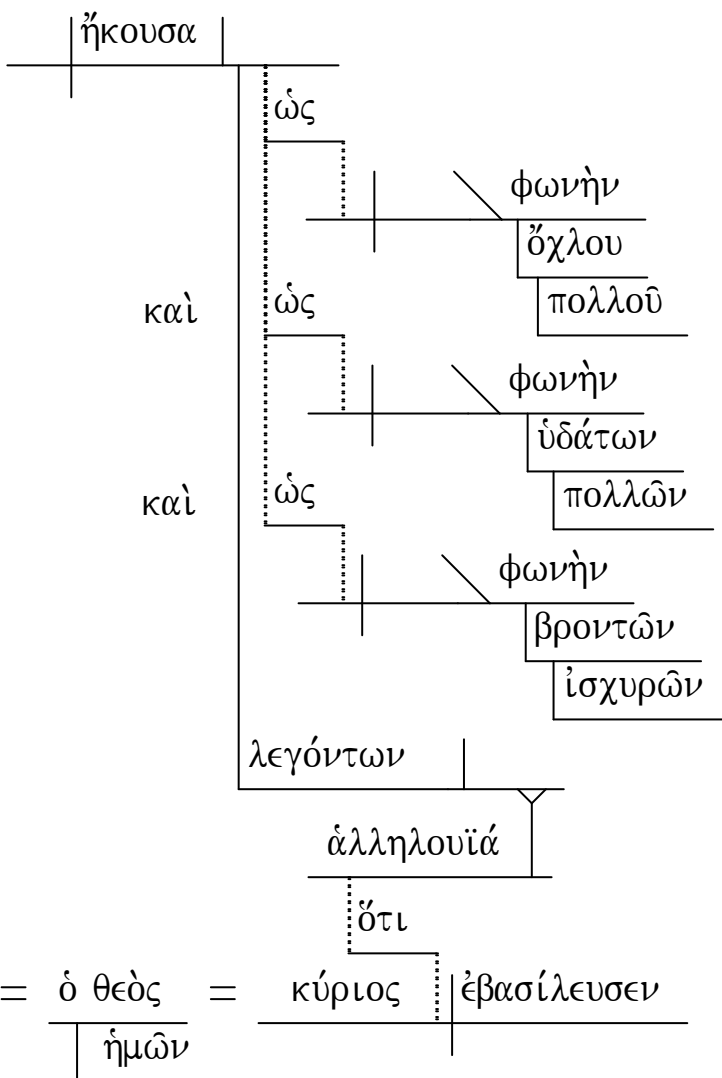 ἤκουσα
ὡς
φωνὴν
ὄχλου
πολλοῦ
καὶ ὡς
φωνὴν
ὑδάτων
πολλῶν
καὶ ὡς
φωνὴν
βροντῶν
ἰσχυρῶν
λεγόντων
ἁλληλουϊά
ὅτι
= ὁ θεὸς = κύριος ἐβασίλευσεν
ἡμῶν